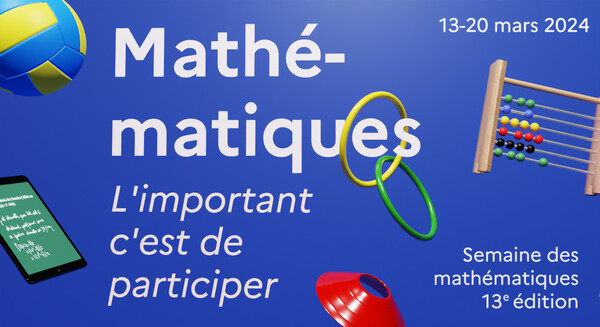 13-20 mars 2024
Mathé-
matiques
L'important
c'est de
participer
Semaine des
mathématiques
13e édition